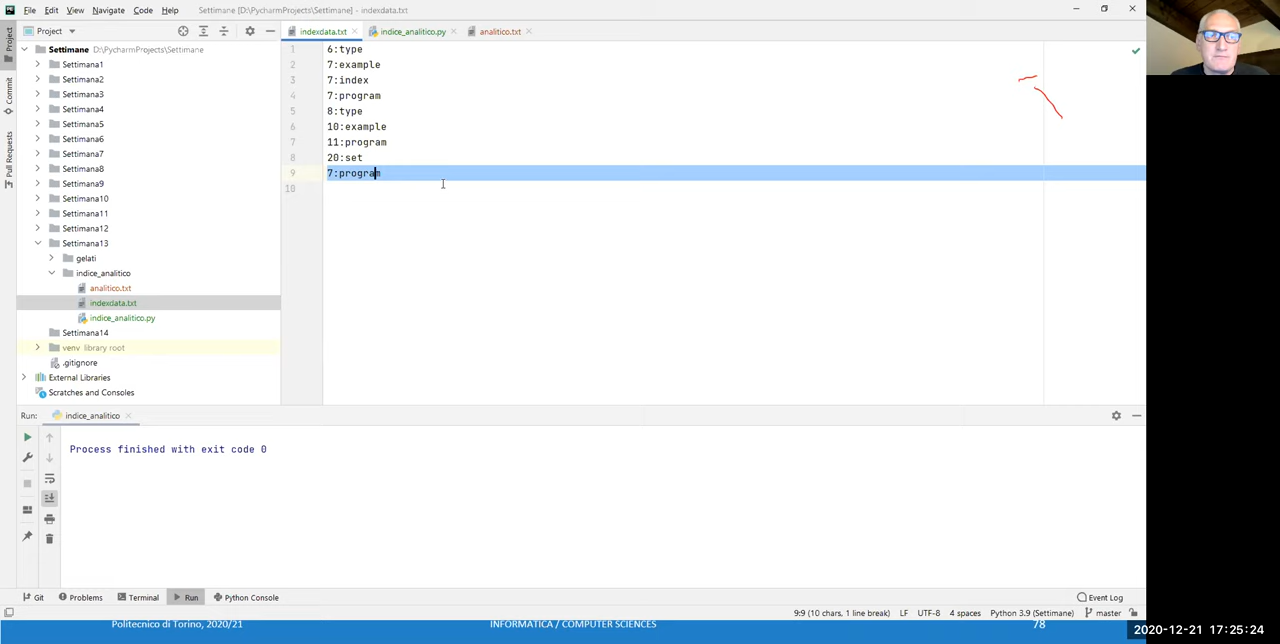 File Edit View Navigate Code Help Settimane [D:\PycharmProjects\Settimane] - indexdata.txt
Project
indexdata.txt
indice_analitico.py
analitico.txt
Project
Commit
Pull Requests
Settimane D:\PycharmProjects\Settimane
Settimana1
Settimana2
Settimana3
Settimana4
Settimana5
Settimana6
Settimana7
Settimana8
Settimana9
Settimana10
Settimana11
Settimana12
Settimana13
gelati
indice_analitico
analitico.txt
indexdata.txt
indice_analitico.py
Settimana14
venv library root
.gitignore
External Libraries
Scratches and Consoles
1 6:type
2 7:example
3 7:index
4 7:program
5 8:type
6 10:example
7 11:program
8 20:set
9 7:program
10
Run: indice_analitico
Process finished with exit code 0
Git Problems Terminal Run Python Console Event Log
9:9 (10 chars, 1 line break) LF UTF-8 4 spaces Python 3.9 (Settimane) master
Politecnico di Torino, 2020/21 INFORMATICA / COMPUTER SCIENCES 78
2020-12-21 17:25:24